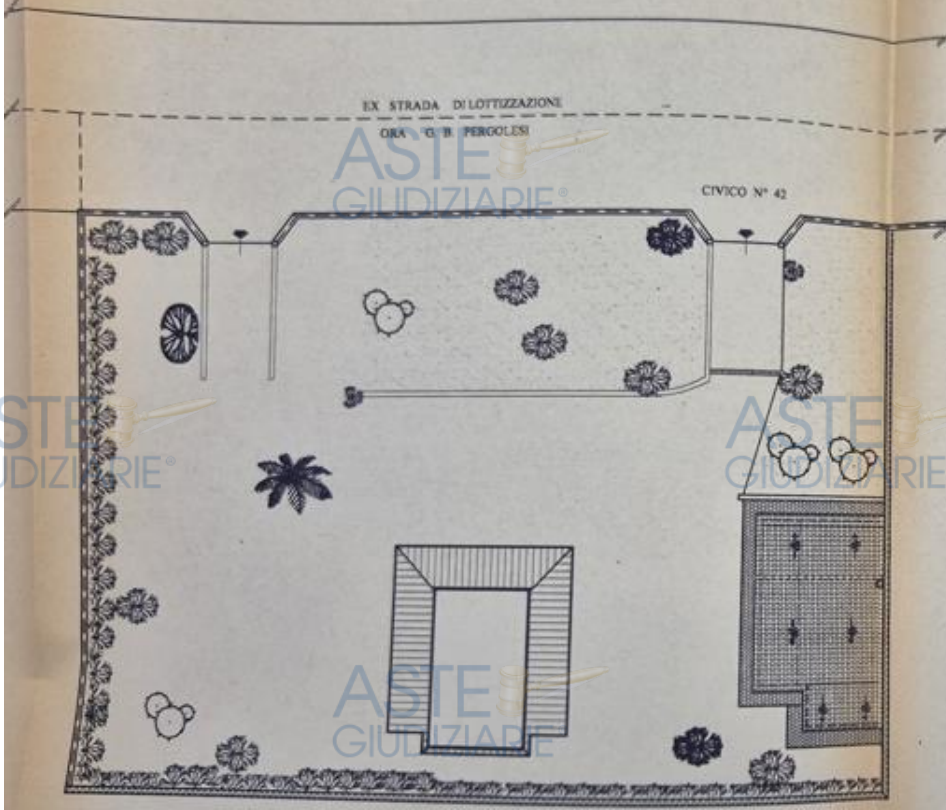 EX STRADA DI LOTTIZZAZIONE
ORA G. B. PERGOLESI
CIVICO N° 42
ASTE
GIUDIZIARIE®
ASTE
GIUDIZIARIE®
ASTE
GIUDIZIARIE
ASTE
GIUDIZIARIE